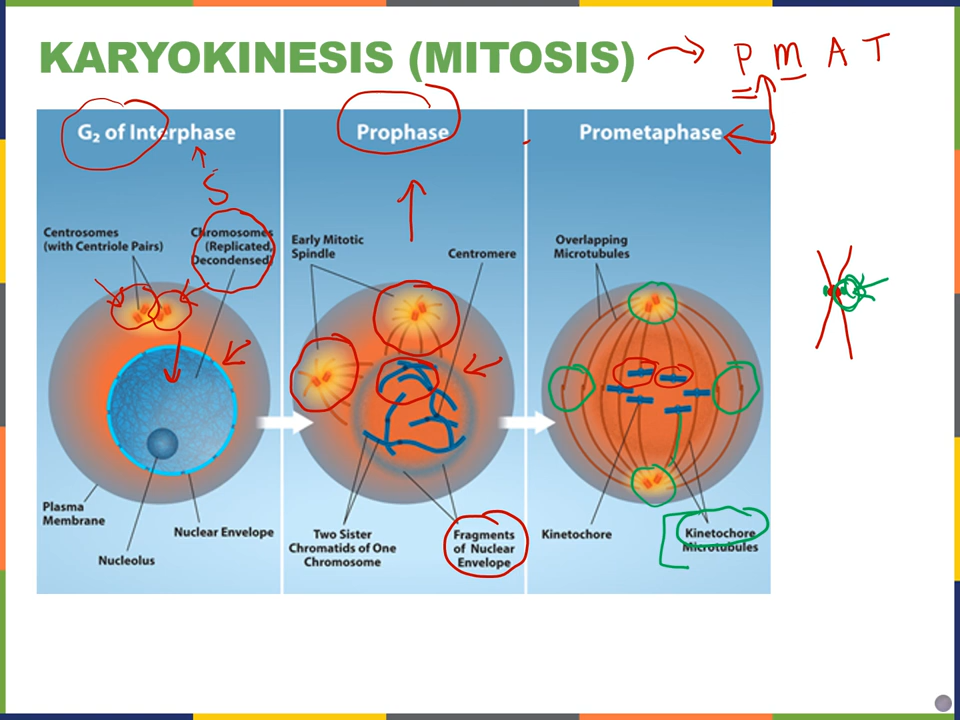 KARYOKINESIS (MITOSIS) → P M A T
G₂ of Interphase
S
Centrosomes
(with Centriole Pairs)
Chromosomes
(Replicated,
Decondensed)
Plasma
Membrane
Nucleolus
Nuclear Envelope
Prophase
Early Mitotic
Spindle
Centromere
Two Sister
Chromatids of One
Chromosome
Fragments
of Nuclear
Envelope
Prometaphase
Overlapping
Microtubules
Kinetochore
Kinetochore
Microtubules